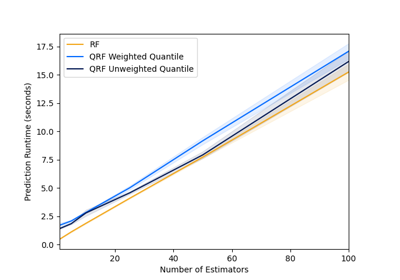 RF
QRF Weighted Quantile
QRF Unweighted Quantile
17.5
15.0
12.5
10.0
7.5
5.0
2.5
0.0
Prediction Runtime (seconds)
20 40 60 80 100
Number of Estimators